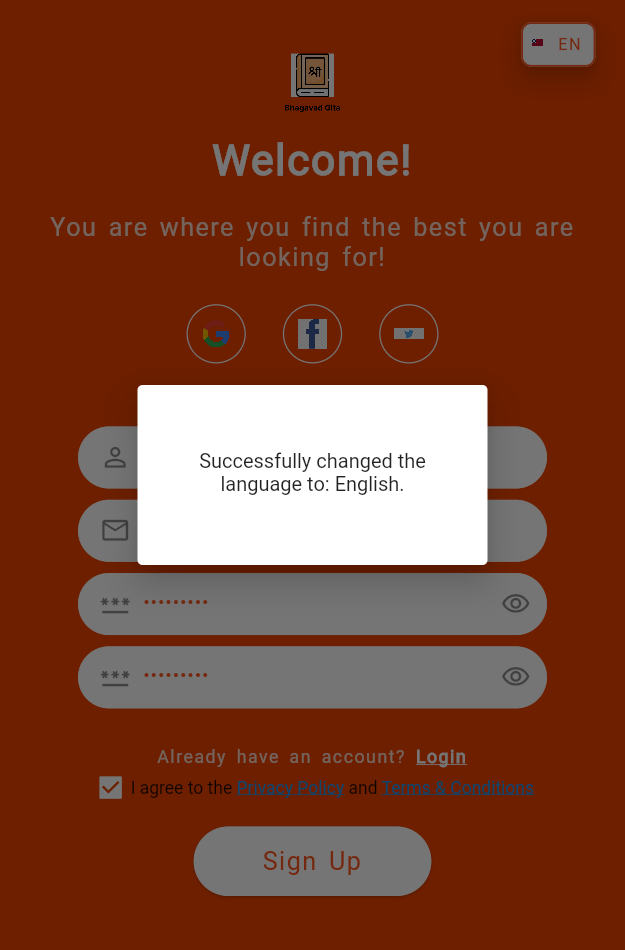 EN
श्री
Bhagavad Gita
Welcome!
You are where you find the best you are
looking for!
Successfully changed the
language to: English.
•••••••••
•••••••••
Already have an account? Login
I agree to the Privacy Policy and Terms & Conditions
Sign Up